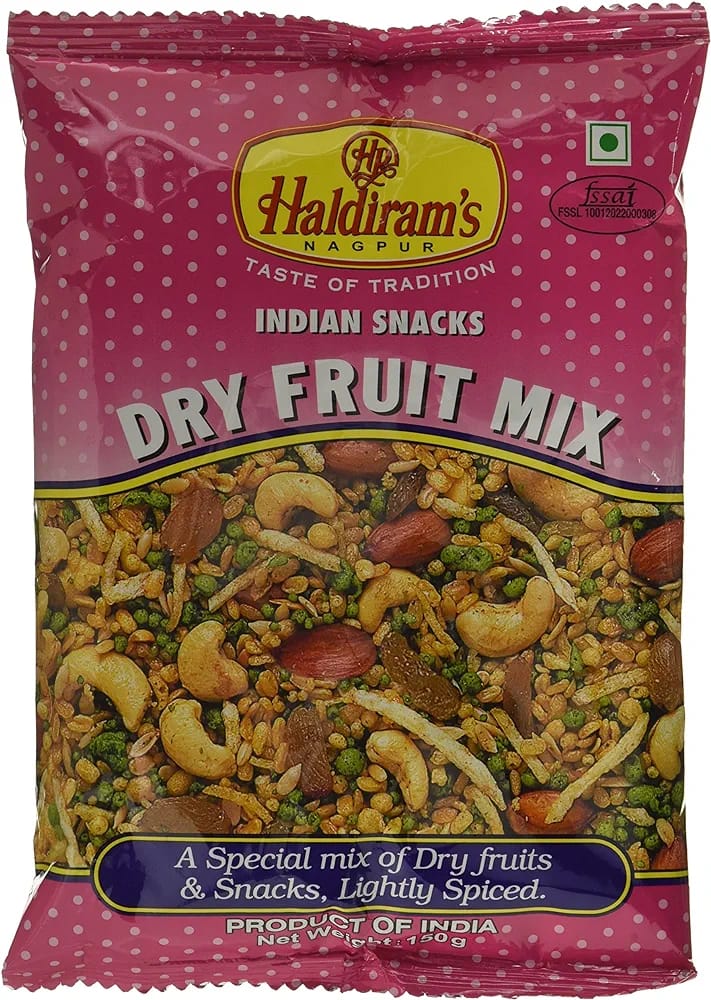 HR
Haldiram's
NAGPUR
TASTE OF TRADITION
fssai
FSSL 10012022000308
INDIAN SNACKS
DRY FRUIT MIX
A Special mix of Dry fruits
& Snacks, Lightly Spiced.
PRODUCT OF INDIA
Net Weight: 150g